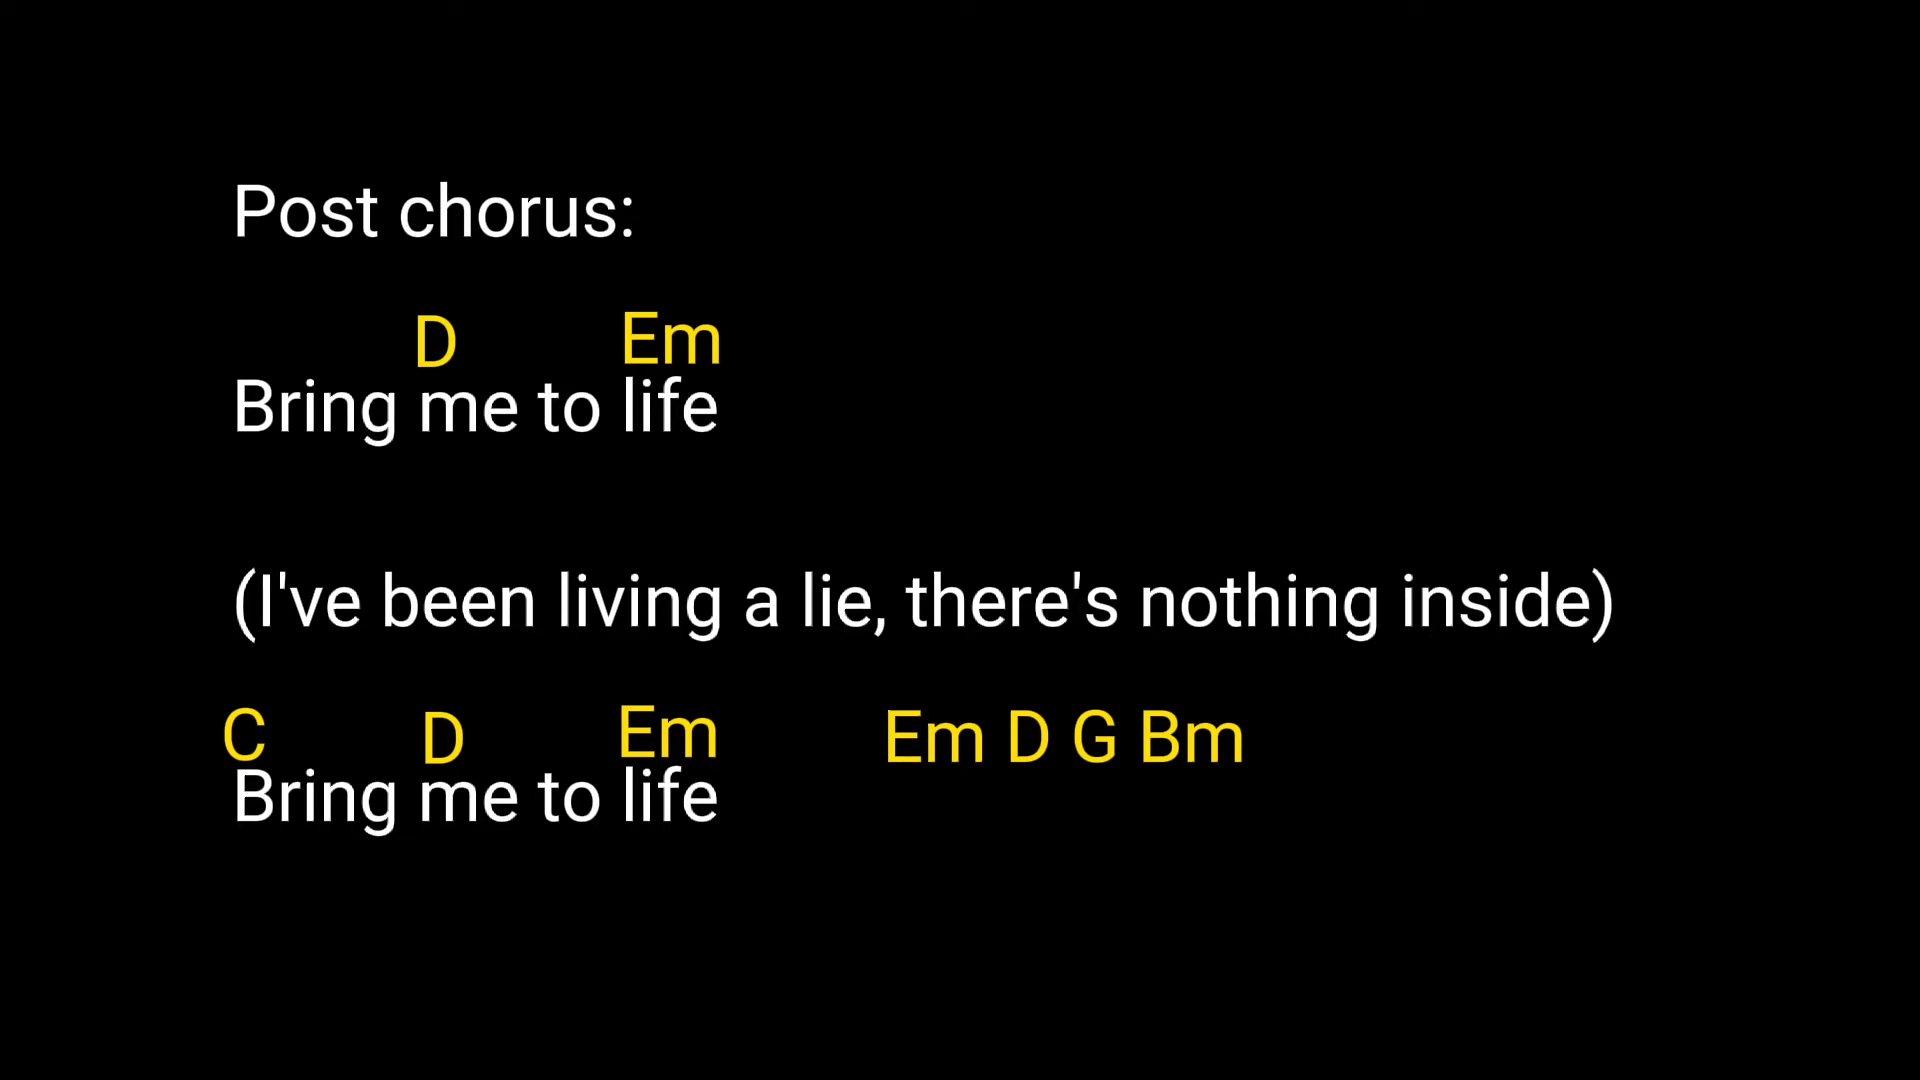 Post chorus:
D Em
Bring me to life
(I've been living a lie, there's nothing inside)
C D Em Em D G Bm
Bring me to life